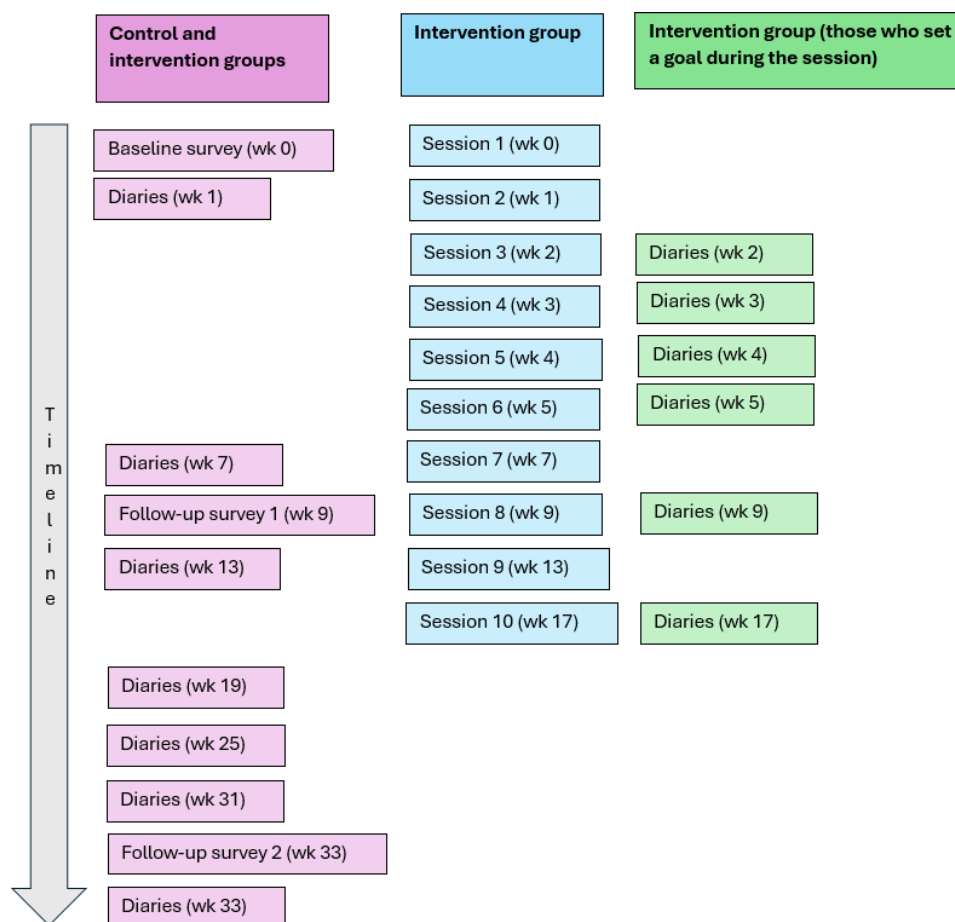 Control and
intervention groups
Intervention group
Intervention group (those who set
a goal during the session)
Timeline
Baseline survey (wk 0)
Session 1 (wk 0)
Diaries (wk 1)
Session 2 (wk 1)
Session 3 (wk 2)
Diaries (wk 2)
Session 4 (wk 3)
Diaries (wk 3)
Session 5 (wk 4)
Diaries (wk 4)
Session 6 (wk 5)
Diaries (wk 5)
Diaries (wk 7)
Session 7 (wk 7)
Follow-up survey 1 (wk 9)
Session 8 (wk 9)
Diaries (wk 9)
Diaries (wk 13)
Session 9 (wk 13)
Session 10 (wk 17)
Diaries (wk 17)
Diaries (wk 19)
Diaries (wk 25)
Diaries (wk 31)
Follow-up survey 2 (wk 33)
Diaries (wk 33)